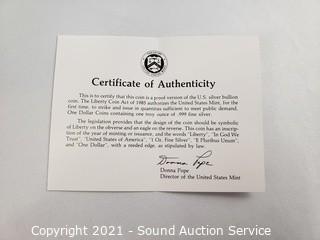 Certificate of Authenticity
This is to certify that this coin is a proof version of the U.S. silver bullion
coin. The Liberty Coin Act of 1985 authorizes the United States Mint, for the
first time, to strike and issue in quantities sufficient to meet public demand,
One Dollar Coins containing one troy ounce of .999 fine silver.
The legislation provides that the design of the coin should be symbolic
of Liberty on the obverse and an eagle on the reverse. This coin has an inscrip-
tion of the year of minting or issuance, and the words "Liberty", "In God We
Trust", "United States of America", "1 Oz. Fine Silver", "E Pluribus Unum",
and "One Dollar", with a reeded edge, as stipulated by law.
Donna Pope
Donna Pope
Director of the United States Mint
Copyright 2021 - Sound Auction Service